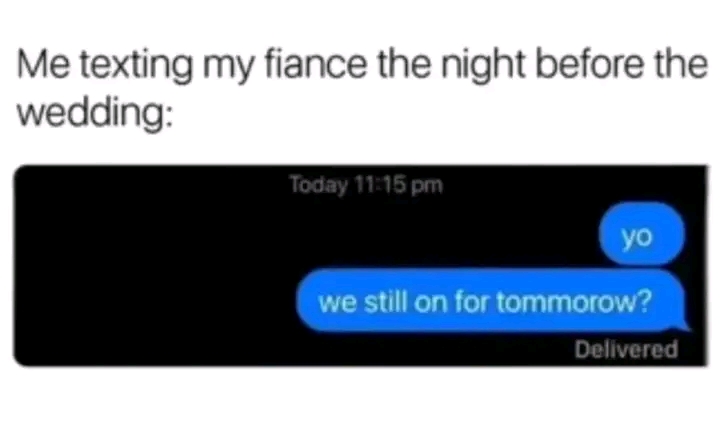 Me texting my fiance the night before the
wedding:
Today 11:15 pm
yo
we still on for tommorow?
Delivered